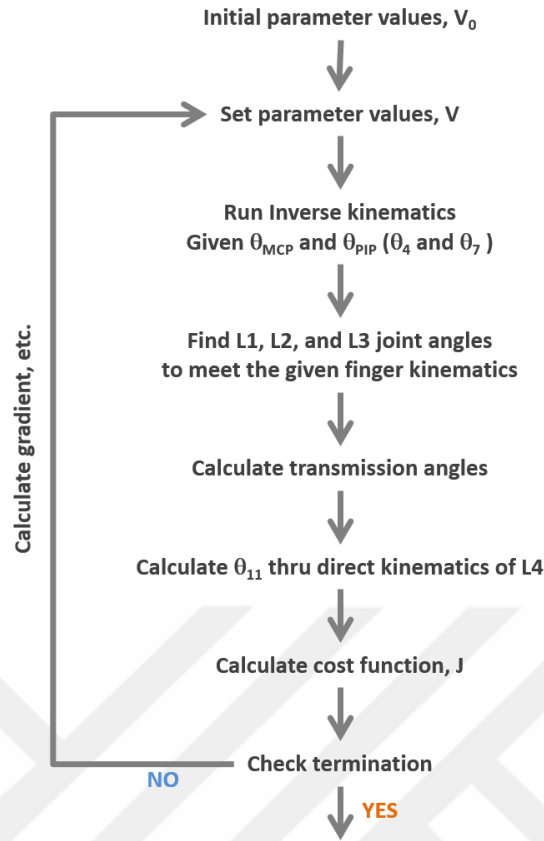 Initial parameter values, V₀
Set parameter values, V
Run Inverse kinematics
Given θMCP and θPIP (θ₄ and θ₇ )
Find L1, L2, and L3 joint angles
to meet the given finger kinematics
Calculate transmission angles
Calculate θ₁₁ thru direct kinematics of L4
Calculate cost function, J
Check termination
NO
YES
Calculate gradient, etc.